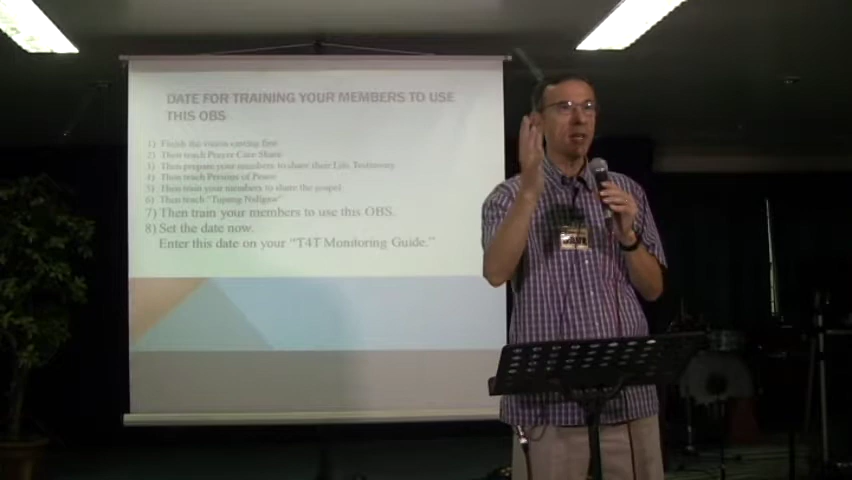 DATE FOR TRAINING YOUR MEMBERS TO USE
THIS OBS
1) Finish the vision casting first
2) Then teach Prayer Care Share
3) Then prepare your members to share their Life Testimony
4) Then teach Persons of Peace
5) Then train your members to share the gospel
6) Then teach "Tipang Naligtas"
7) Then train your members to use this OBS.
8) Set the date now.
Enter this date on your "T4T Monitoring Guide."